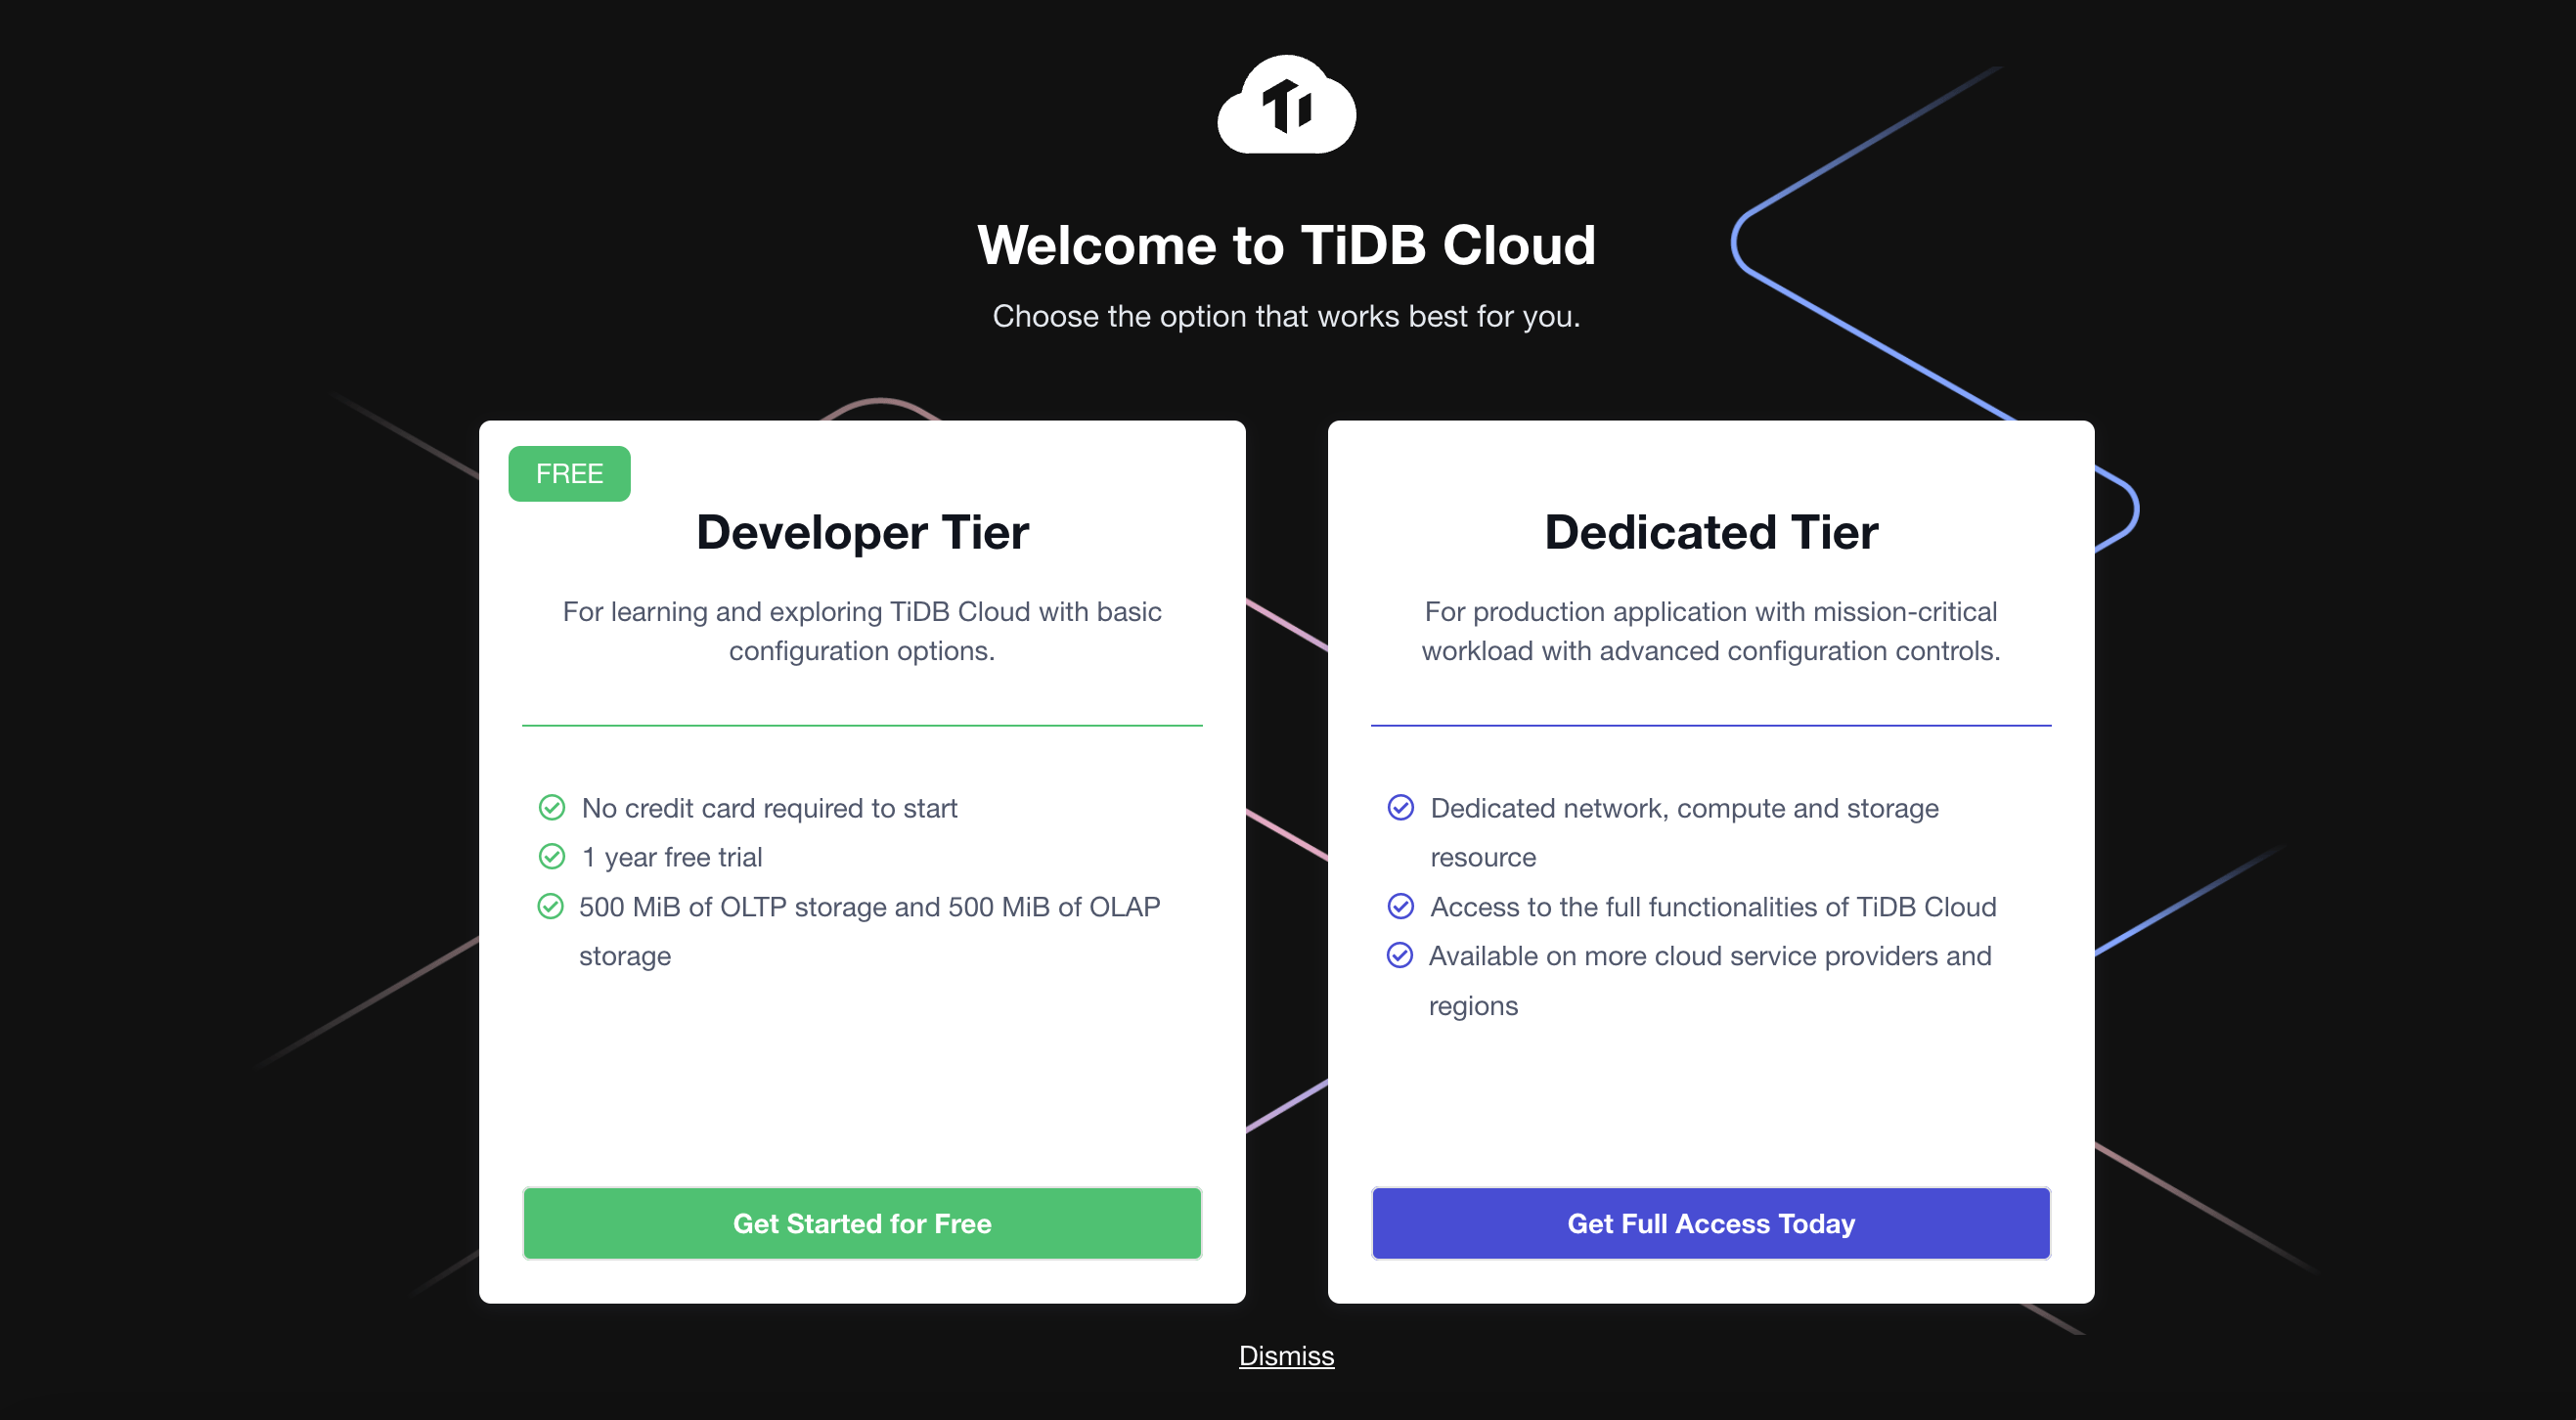 Ti
Welcome to TiDB Cloud
Choose the option that works best for you.
FREE
Developer Tier
For learning and exploring TiDB Cloud with basic
configuration options.
No credit card required to start
1 year free trial
500 MiB of OLTP storage and 500 MiB of OLAP
storage
Get Started for Free
Dedicated Tier
For production application with mission-critical
workload with advanced configuration controls.
Dedicated network, compute and storage
resource
Access to the full functionalities of TiDB Cloud
Available on more cloud service providers and
regions
Get Full Access Today
Dismiss